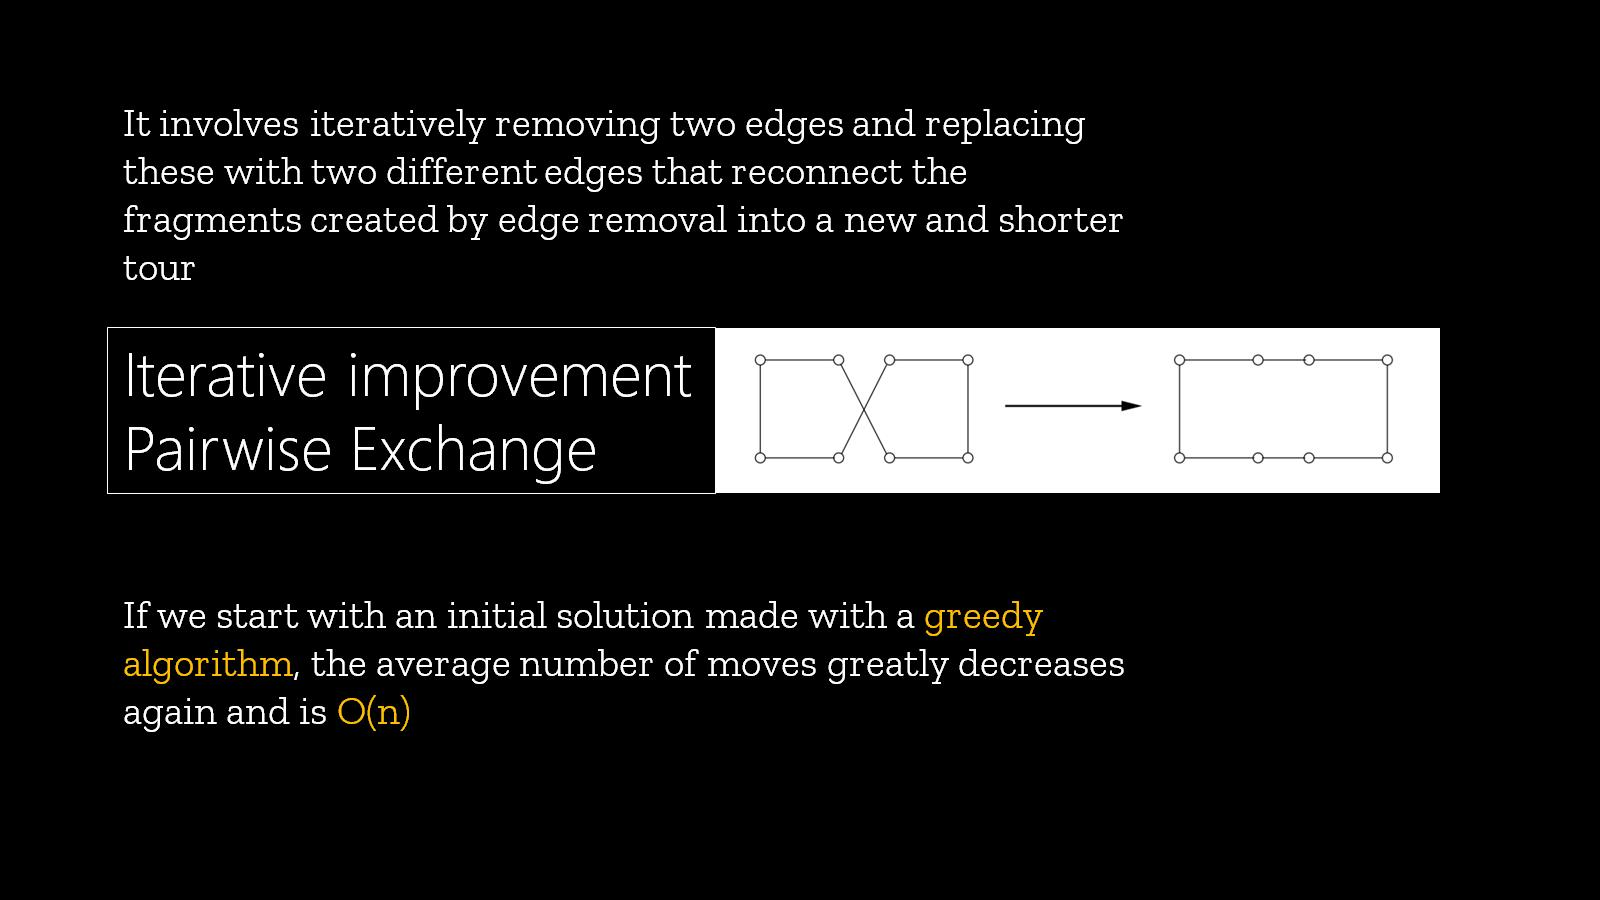 It involves iteratively removing two edges and replacing
these with two different edges that reconnect the
fragments created by edge removal into a new and shorter
tour
Iterative improvement
Pairwise Exchange
If we start with an initial solution made with a greedy
algorithm, the average number of moves greatly decreases
again and is O(n)